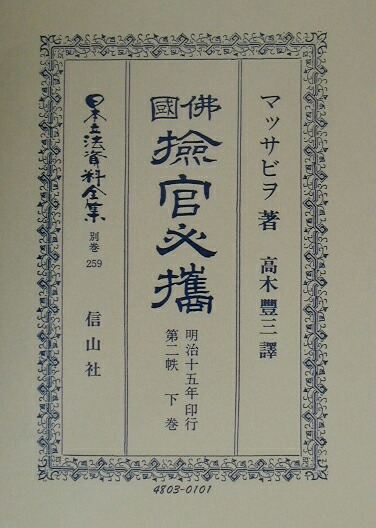 マッサビヲ著
高木豐三譯
佛國
撿官必攜
明治十五年印行
第二帙 下巻
日本立法資料全集
別巻
259
信山社
4803-0101